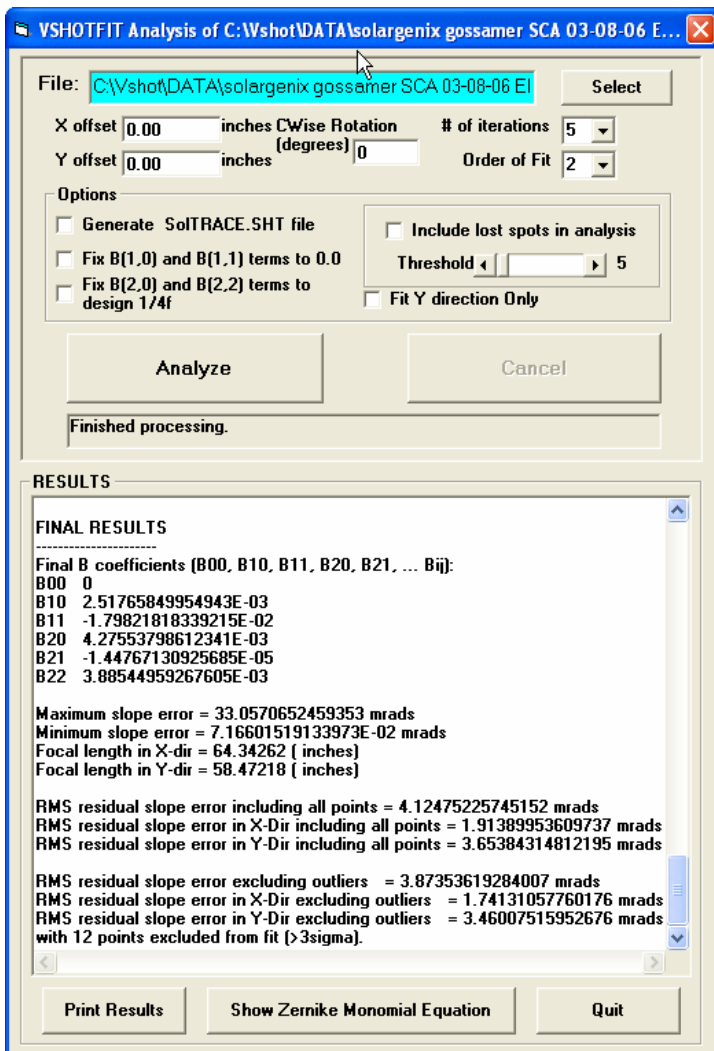 VSHOTFIT Analysis of C:\Vshot\DATA\solargenix gossamer SCA 03-08-06 E...
File: C:\Vshot\DATA\solargenix gossamer SCA 03-08-06 El Select
X offset 0.00 inches CWise Rotation (degrees) 0 # of iterations 5
Y offset 0.00 inches Order of Fit 2
Options
Generate SolTRACE.SHT file
Include lost spots in analysis
Fix B(1,0) and B(1,1) terms to 0.0
Threshold 5
Fix B(2,0) and B(2,2) terms to
design 1/4f
Fit Y direction Only
Analyze Cancel
Finished processing.
RESULTS
FINAL RESULTS
----------------------
Final B coefficients (B00, B10, B11, B20, B21, ... Bij):
B00 0
B10 2.51765849954943E-03
B11 -1.79821818339215E-02
B20 4.27553798612341E-03
B21 -1.44767130925685E-05
B22 3.88544959267605E-03
Maximum slope error = 33.0570652459353 mrads
Minimum slope error = 7.16601519133973E-02 mrads
Focal length in X-dir = 64.34262 ( inches)
Focal length in Y-dir = 58.47218 ( inches)
RMS residual slope error including all points = 4.12475225745152 mrads
RMS residual slope error in X-Dir including all points = 1.91389953609737 mrads
RMS residual slope error in Y-Dir including all points = 3.65384314812195 mrads
RMS residual slope error excluding outliers = 3.87353619284007 mrads
RMS residual slope error in X-Dir excluding outliers = 1.74131057760176 mrads
RMS residual slope error in Y-Dir excluding outliers = 3.46007515952676 mrads
with 12 points excluded from fit (>3sigma).
Print Results Show Zernike Monomial Equation Quit